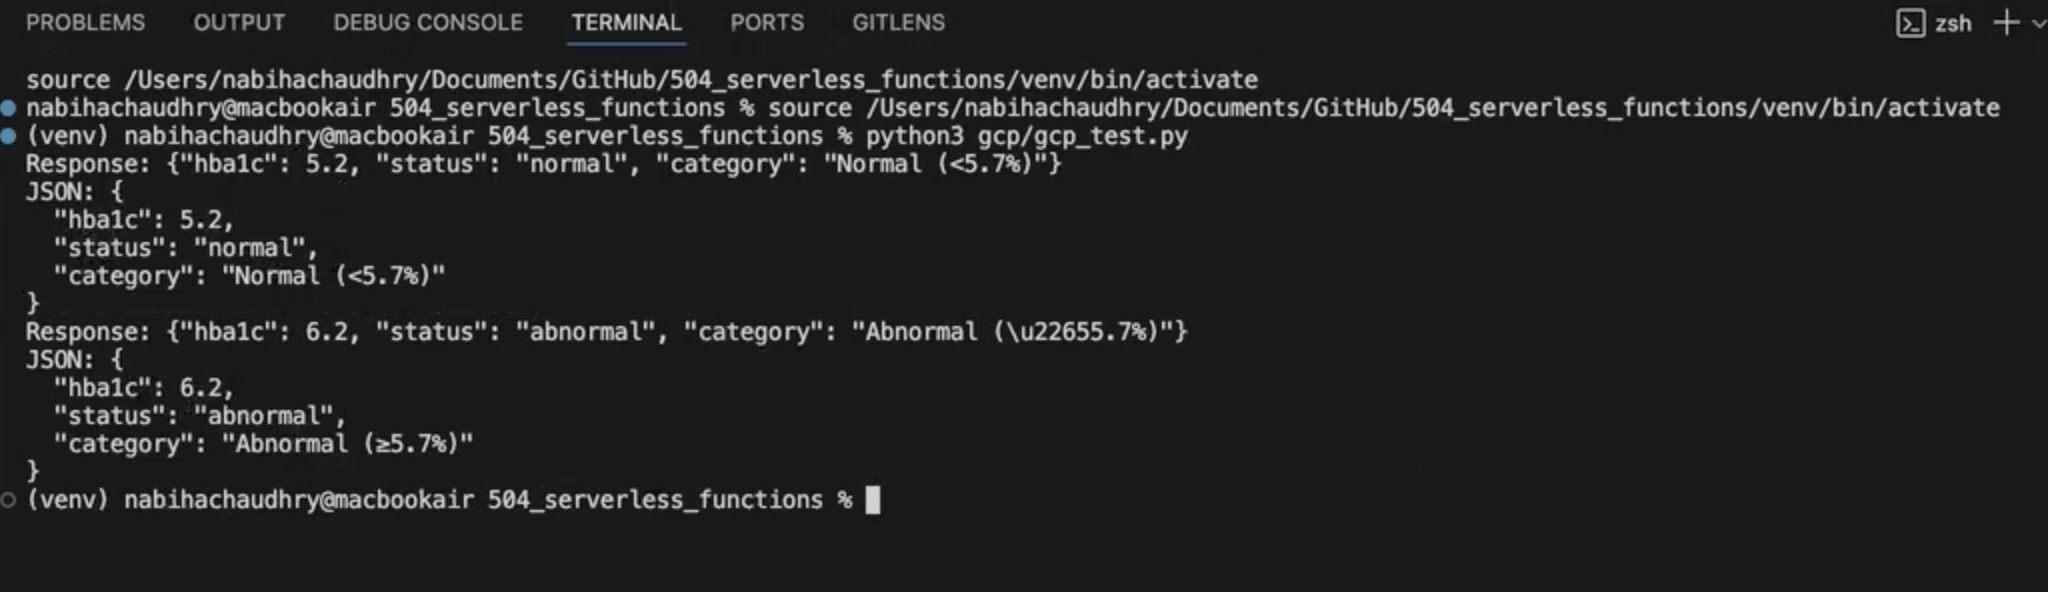 PROBLEMS OUTPUT DEBUG CONSOLE TERMINAL PORTS GITLENS zsh
source /Users/nabihachaudhry/Documents/GitHub/504_serverless_functions/venv/bin/activate
nabihachaudhry@macbookair 504_serverless_functions % source /Users/nabihachaudhry/Documents/GitHub/504_serverless_functions/venv/bin/activate
(venv) nabihachaudhry@macbookair 504_serverless_functions % python3 gcp/gcp_test.py
Response: {"hba1c": 5.2, "status": "normal", "category": "Normal (<5.7%)"}
JSON: {
  "hba1c": 5.2,
  "status": "normal",
  "category": "Normal (<5.7%)"
}
Response: {"hba1c": 6.2, "status": "abnormal", "category": "Abnormal (\u22655.7%)"}
JSON: {
  "hba1c": 6.2,
  "status": "abnormal",
  "category": "Abnormal (≥5.7%)"
}
(venv) nabihachaudhry@macbookair 504_serverless_functions %